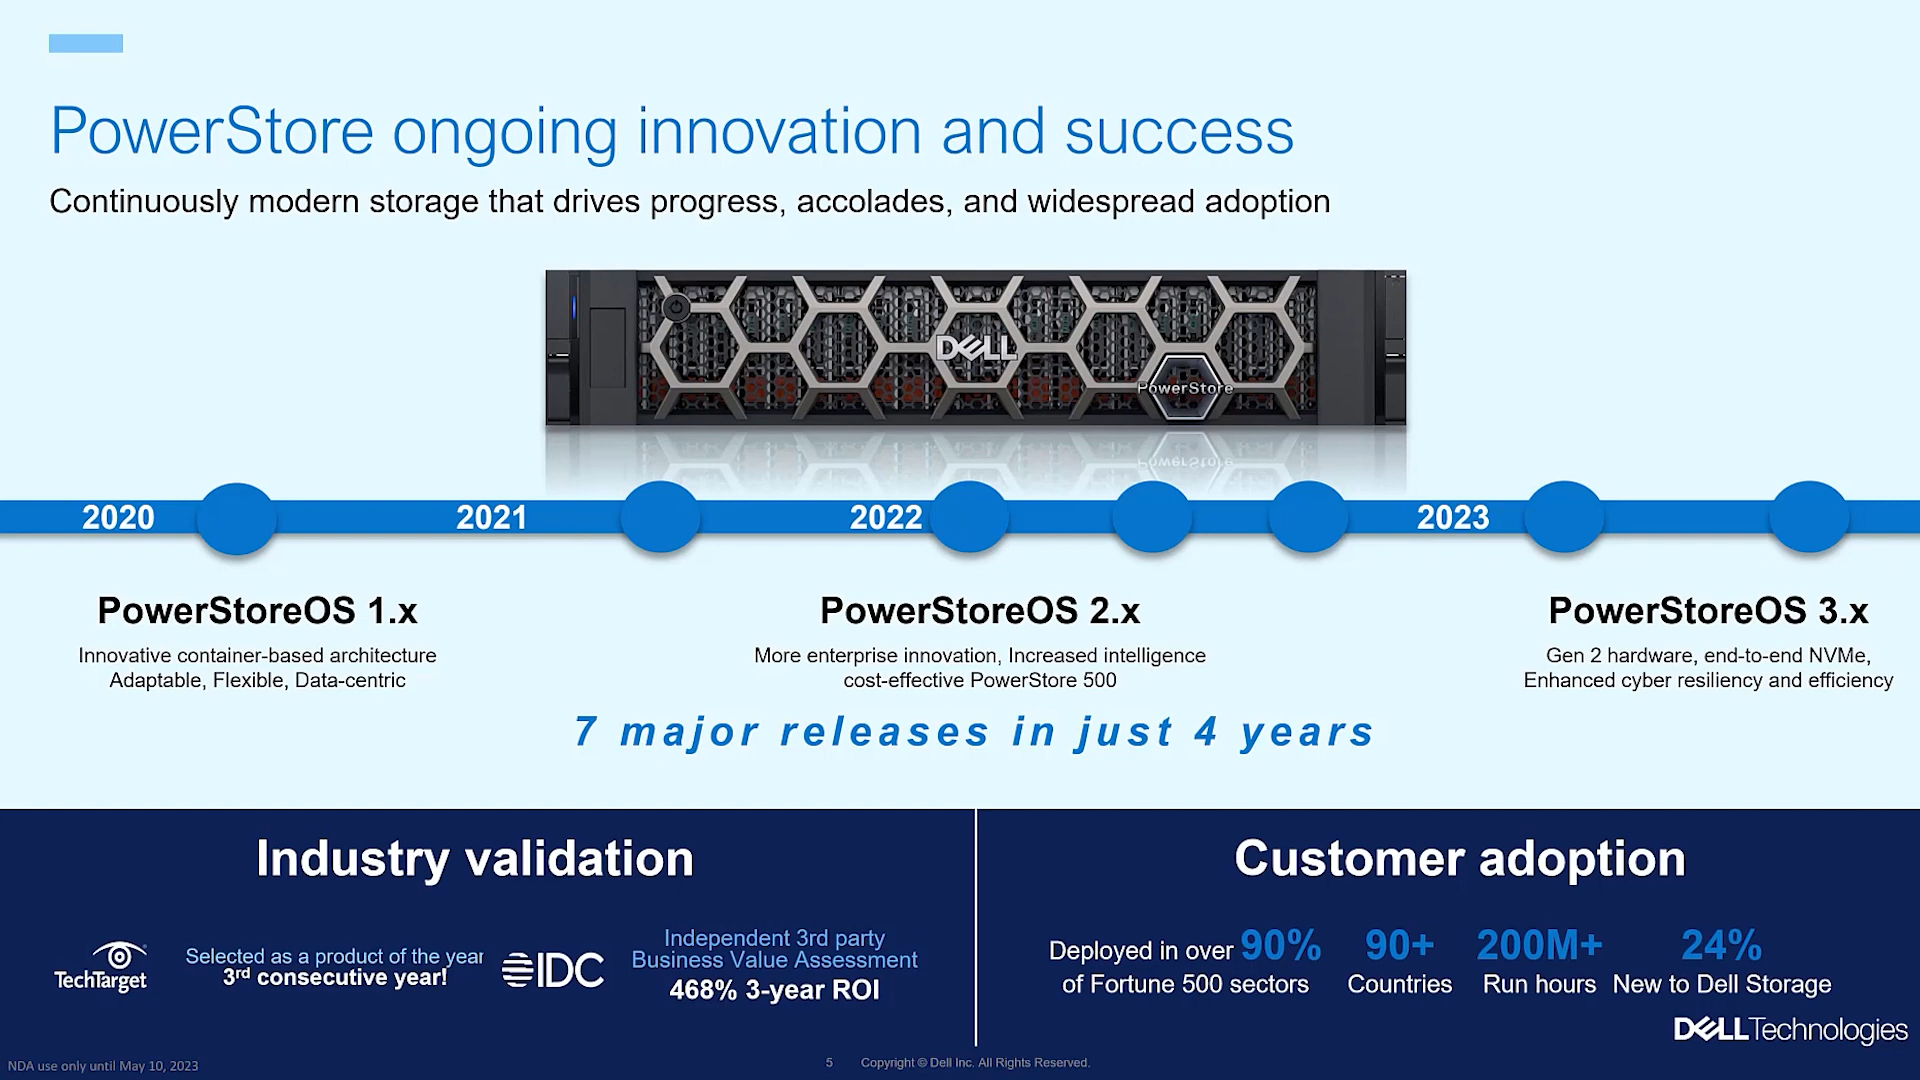 PowerStore ongoing innovation and success
Continuously modern storage that drives progress, accolades, and widespread adoption
DELL
PowerStore
2020
2021
2022
2023
PowerStoreOS 1.x
Innovative container-based architecture
Adaptable, Flexible, Data-centric
PowerStoreOS 2.x
More enterprise innovation, Increased intelligence
cost-effective PowerStore 500
PowerStoreOS 3.x
Gen 2 hardware, end-to-end NVMe,
Enhanced cyber resiliency and efficiency
7 major releases in just 4 years
Industry validation
TechTarget
Selected as a product of the year
3rd consecutive year!
IDC
Independent 3rd party
Business Value Assessment
468% 3-year ROI
Customer adoption
Deployed in over 90%
of Fortune 500 sectors
90+
Countries
200M+
Run hours
24%
New to Dell Storage
DELL Technologies
NDA use only until May 10, 2023
5
Copyright © Dell Inc. All Rights Reserved.